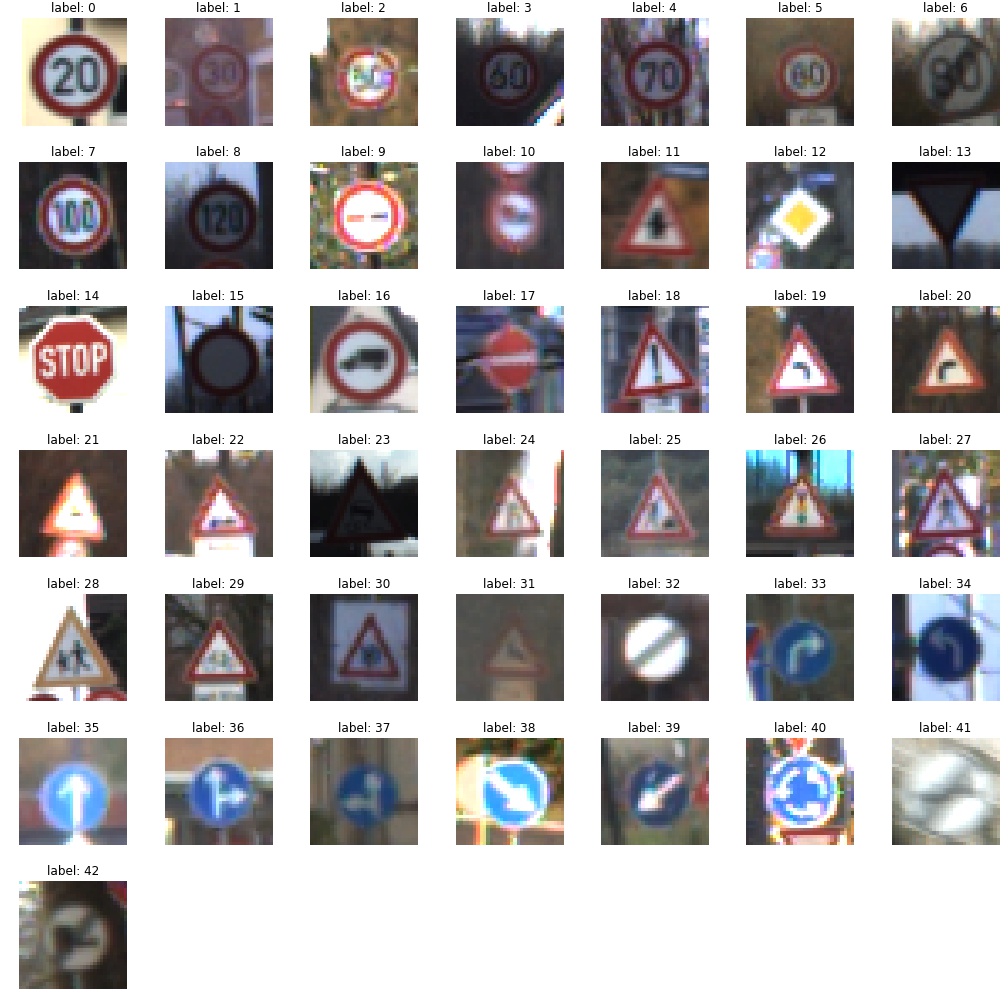 label: 0 label: 1 label: 2 label: 3 label: 4 label: 5 label: 6
20 30 60 70 80
label: 7 label: 8 label: 9 label: 10 label: 11 label: 12 label: 13
100 120
label: 14 label: 15 label: 16 label: 17 label: 18 label: 19 label: 20
STOP
label: 21 label: 22 label: 23 label: 24 label: 25 label: 26 label: 27
label: 28 label: 29 label: 30 label: 31 label: 32 label: 33 label: 34
label: 35 label: 36 label: 37 label: 38 label: 39 label: 40 label: 41
label: 42